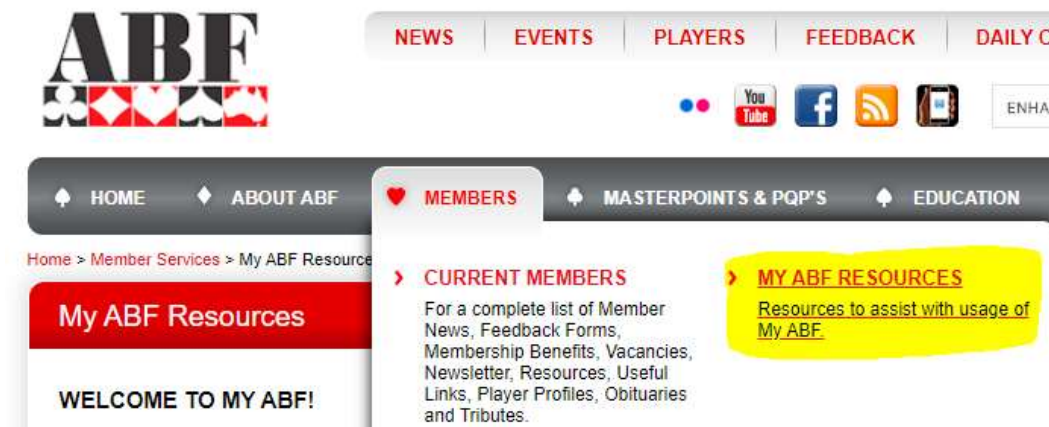 ABF
NEWS EVENTS PLAYERS FEEDBACK DAILY
You
Tube
HOME ABOUT ABF MEMBERS MASTERPOINTS & PQP'S EDUCATION
Home > Member Services > My ABF Resource
My ABF Resources
WELCOME TO MY ABF!
CURRENT MEMBERS
For a complete list of Member
News, Feedback Forms,
Membership Benefits, Vacancies,
Newsletter, Resources, Useful
Links, Player Profiles, Obituaries
and Tributes.
MY ABF RESOURCES
Resources to assist with usage of
My ABF.